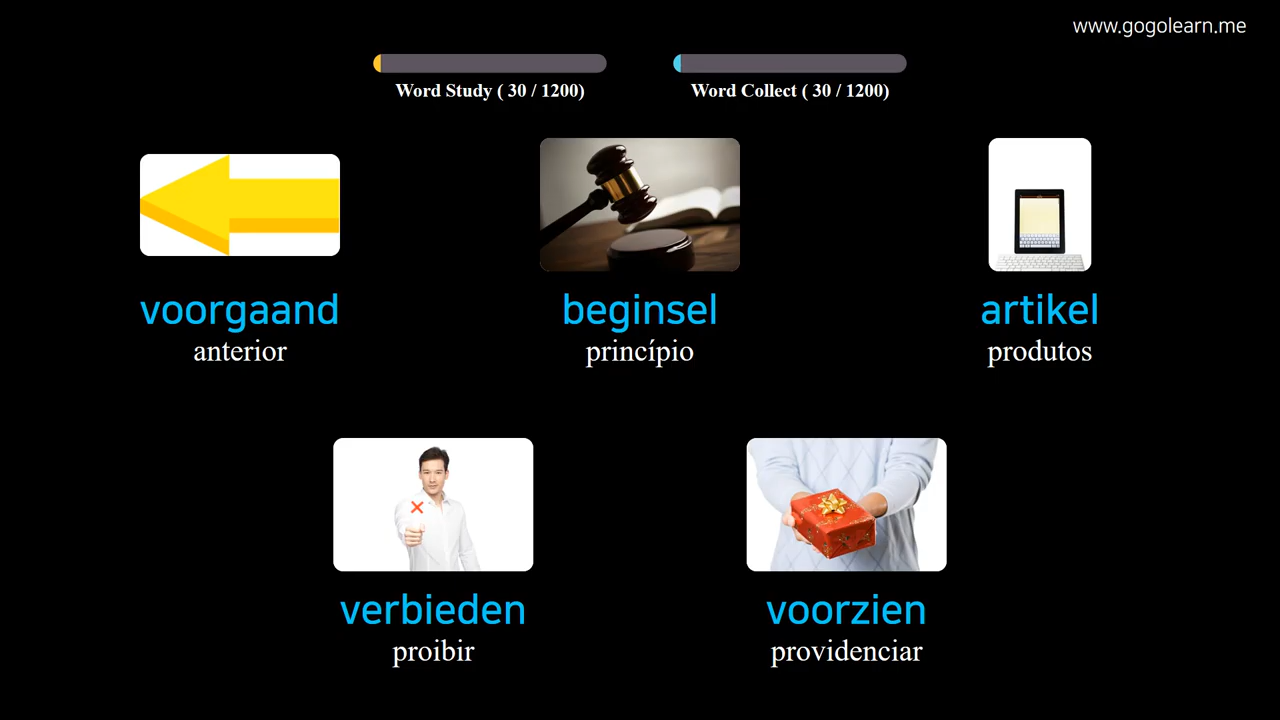 www.gogolearn.me
Word Study ( 30 / 1200)
Word Collect ( 30 / 1200)
voorgaand
anterior
beginsel
princípio
artikel
produtos
verbieden
proibir
voorzien
providenciar